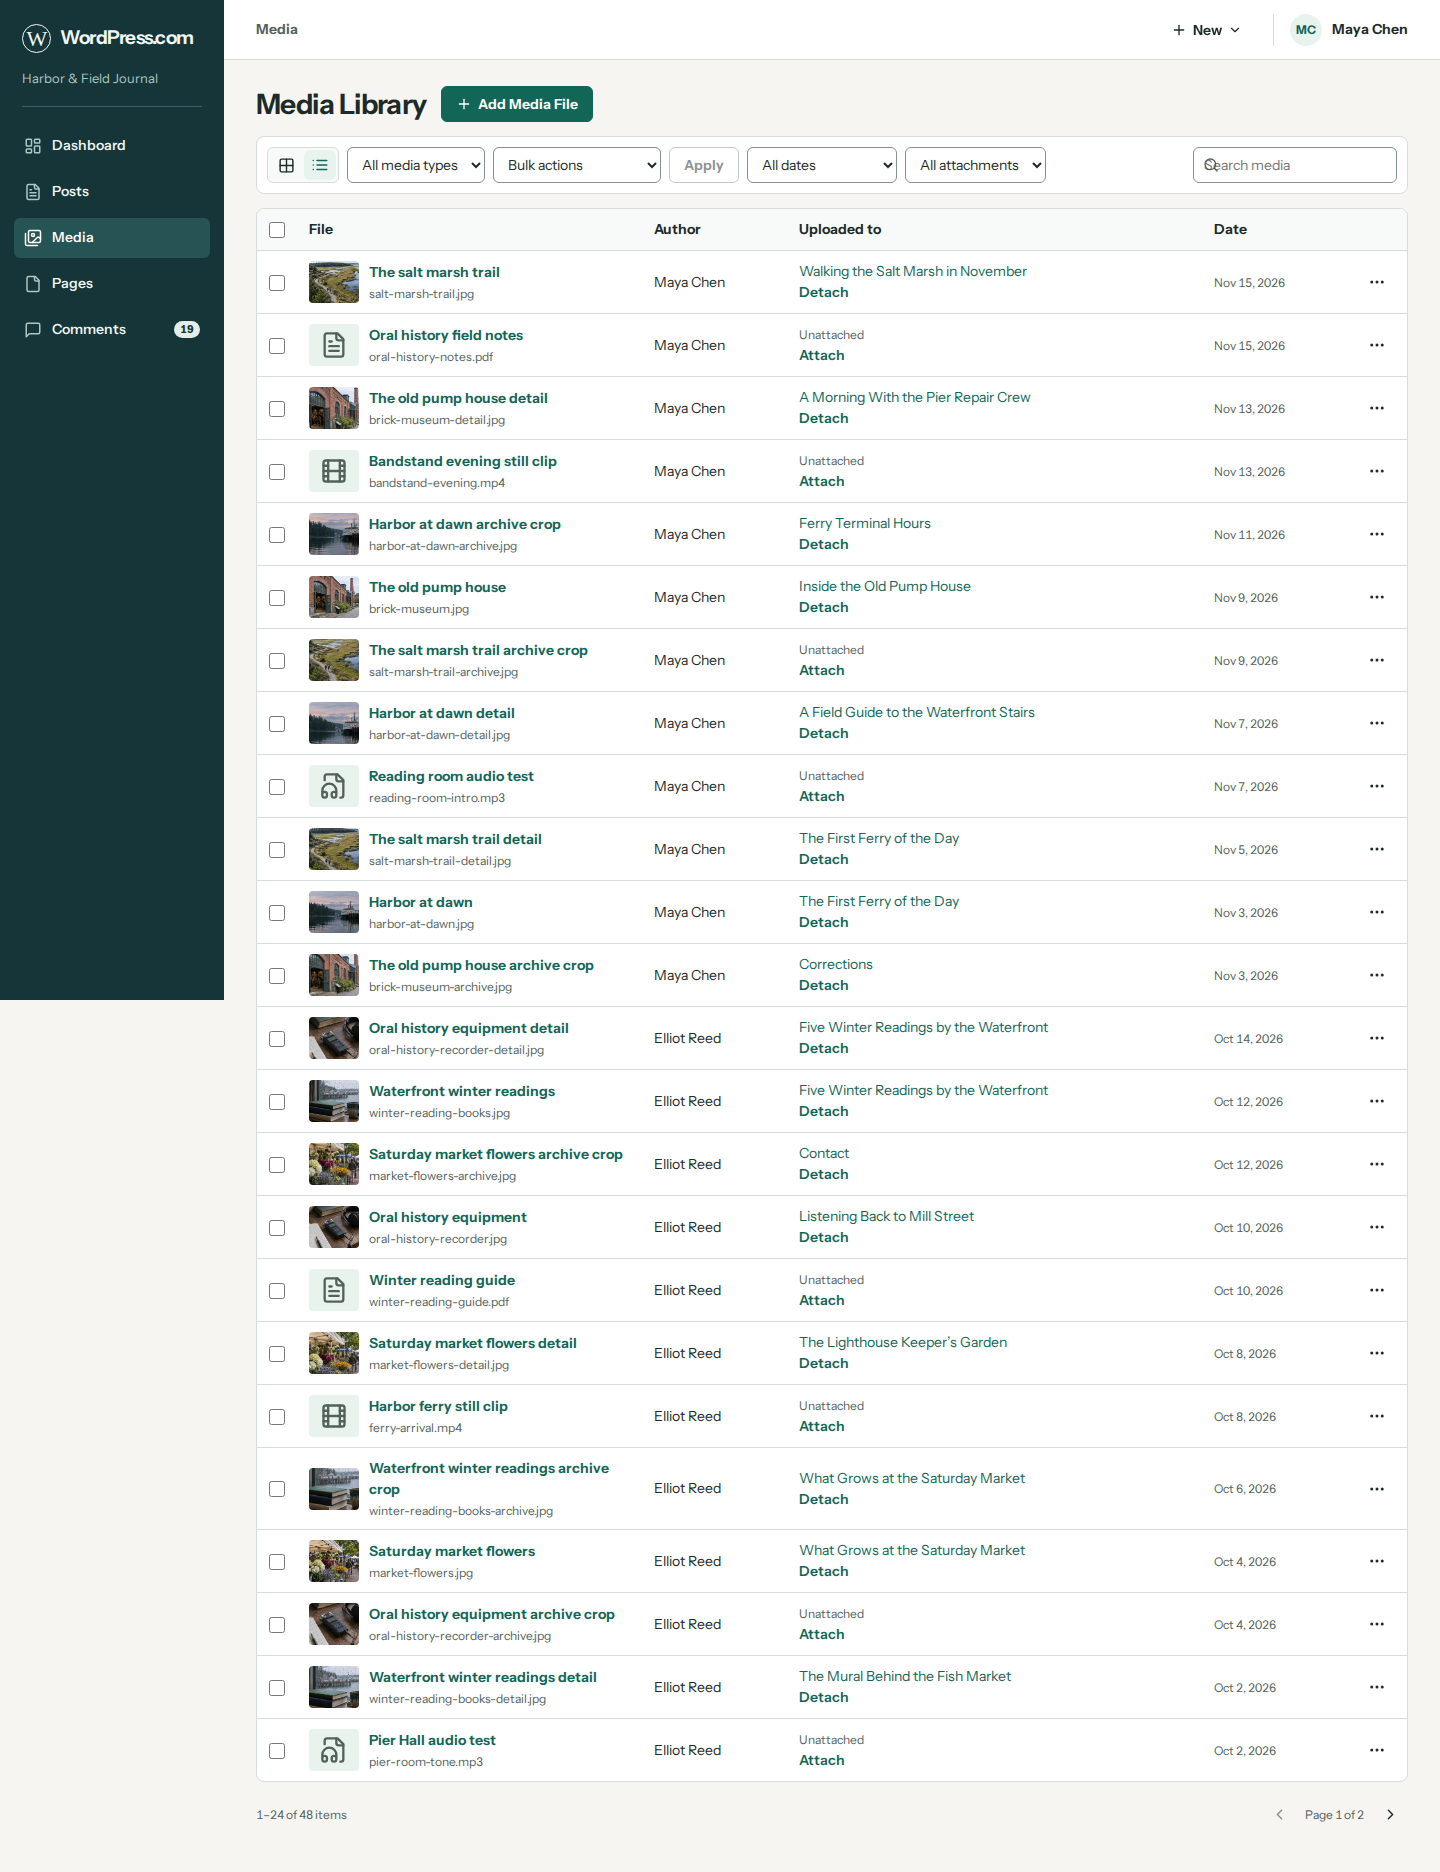 WordPress.com
Harbor & Field Journal
Dashboard
Posts
Media
Pages
Comments 19
Media
New
MC Maya Chen
Media Library
Add Media File
All media types
Bulk actions
Apply
All dates
All attachments
Search media
File Author Uploaded to Date
The salt marsh trail
salt-marsh-trail.jpg
Maya Chen
Walking the Salt Marsh in November
Detach
Nov 15, 2026
Oral history field notes
oral-history-notes.pdf
Maya Chen
Unattached
Attach
Nov 15, 2026
The old pump house detail
brick-museum-detail.jpg
Maya Chen
A Morning With the Pier Repair Crew
Detach
Nov 13, 2026
Bandstand evening still clip
bandstand-evening.mp4
Maya Chen
Unattached
Attach
Nov 13, 2026
Harbor at dawn archive crop
harbor-at-dawn-archive.jpg
Maya Chen
Ferry Terminal Hours
Detach
Nov 11, 2026
The old pump house
brick-museum.jpg
Maya Chen
Inside the Old Pump House
Detach
Nov 9, 2026
The salt marsh trail archive crop
salt-marsh-trail-archive.jpg
Maya Chen
Unattached
Attach
Nov 9, 2026
Harbor at dawn detail
harbor-at-dawn-detail.jpg
Maya Chen
A Field Guide to the Waterfront Stairs
Detach
Nov 7, 2026
Reading room audio test
reading-room-intro.mp3
Maya Chen
Unattached
Attach
Nov 7, 2026
The salt marsh trail detail
salt-marsh-trail-detail.jpg
Maya Chen
The First Ferry of the Day
Detach
Nov 5, 2026
Harbor at dawn
harbor-at-dawn.jpg
Maya Chen
The First Ferry of the Day
Detach
Nov 3, 2026
The old pump house archive crop
brick-museum-archive.jpg
Maya Chen
Corrections
Detach
Nov 3, 2026
Oral history equipment detail
oral-history-recorder-detail.jpg
Elliot Reed
Five Winter Readings by the Waterfront
Detach
Oct 14, 2026
Waterfront winter readings
winter-reading-books.jpg
Elliot Reed
Five Winter Readings by the Waterfront
Detach
Oct 12, 2026
Saturday market flowers archive crop
market-flowers-archive.jpg
Elliot Reed
Contact
Detach
Oct 12, 2026
Oral history equipment
oral-history-recorder.jpg
Elliot Reed
Listening Back to Mill Street
Detach
Oct 10, 2026
Winter reading guide
winter-reading-guide.pdf
Elliot Reed
Unattached
Attach
Oct 10, 2026
Saturday market flowers detail
market-flowers-detail.jpg
Elliot Reed
The Lighthouse Keeper's Garden
Detach
Oct 8, 2026
Harbor ferry still clip
ferry-arrival.mp4
Elliot Reed
Unattached
Attach
Oct 8, 2026
Waterfront winter readings archive
crop
winter-reading-books-archive.jpg
Elliot Reed
What Grows at the Saturday Market
Detach
Oct 6, 2026
Saturday market flowers
market-flowers.jpg
Elliot Reed
What Grows at the Saturday Market
Detach
Oct 4, 2026
Oral history equipment archive crop
oral-history-recorder-archive.jpg
Elliot Reed
Unattached
Attach
Oct 4, 2026
Waterfront winter readings detail
winter-reading-books-detail.jpg
Elliot Reed
The Mural Behind the Fish Market
Detach
Oct 2, 2026
Pier Hall audio test
pier-room-tone.mp3
Elliot Reed
Unattached
Attach
Oct 2, 2026
1–24 of 48 items
Page 1 of 2